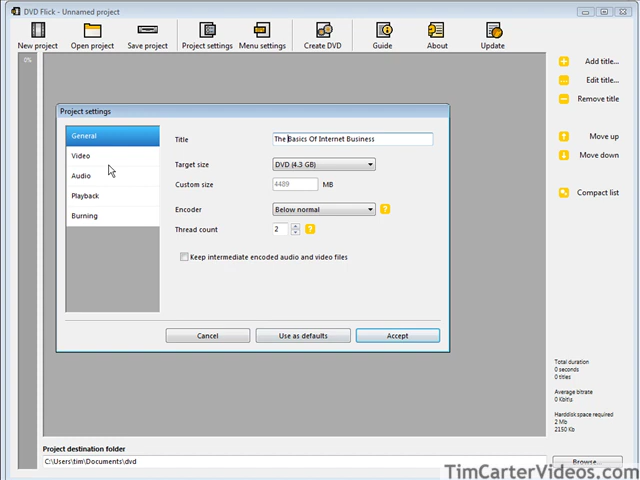 DVD Flick - Unnamed project
New project
Open project
Save project
Project settings
Menu settings
Create DVD
Guide
About
Update
0%
Add title...
Edit title...
Remove title
Move up
Move down
Compact list
Project settings
General
Video
Audio
Playback
Burning
Title
The Basics Of Internet Business
Target size
DVD (4.3 GB)
Custom size
4489
MB
Encoder
Below normal
?
Thread count
2
?
Keep intermediate encoded audio and video files
Cancel
Use as defaults
Accept
Total duration
0 seconds
0 titles
Average bitrate
0 Kbit/s
Harddisk space required
2 Mb
2150 Kb
Project destination folder
C:\Users\tim\Documents\dvd
Browse...
TimCarterVideos.com